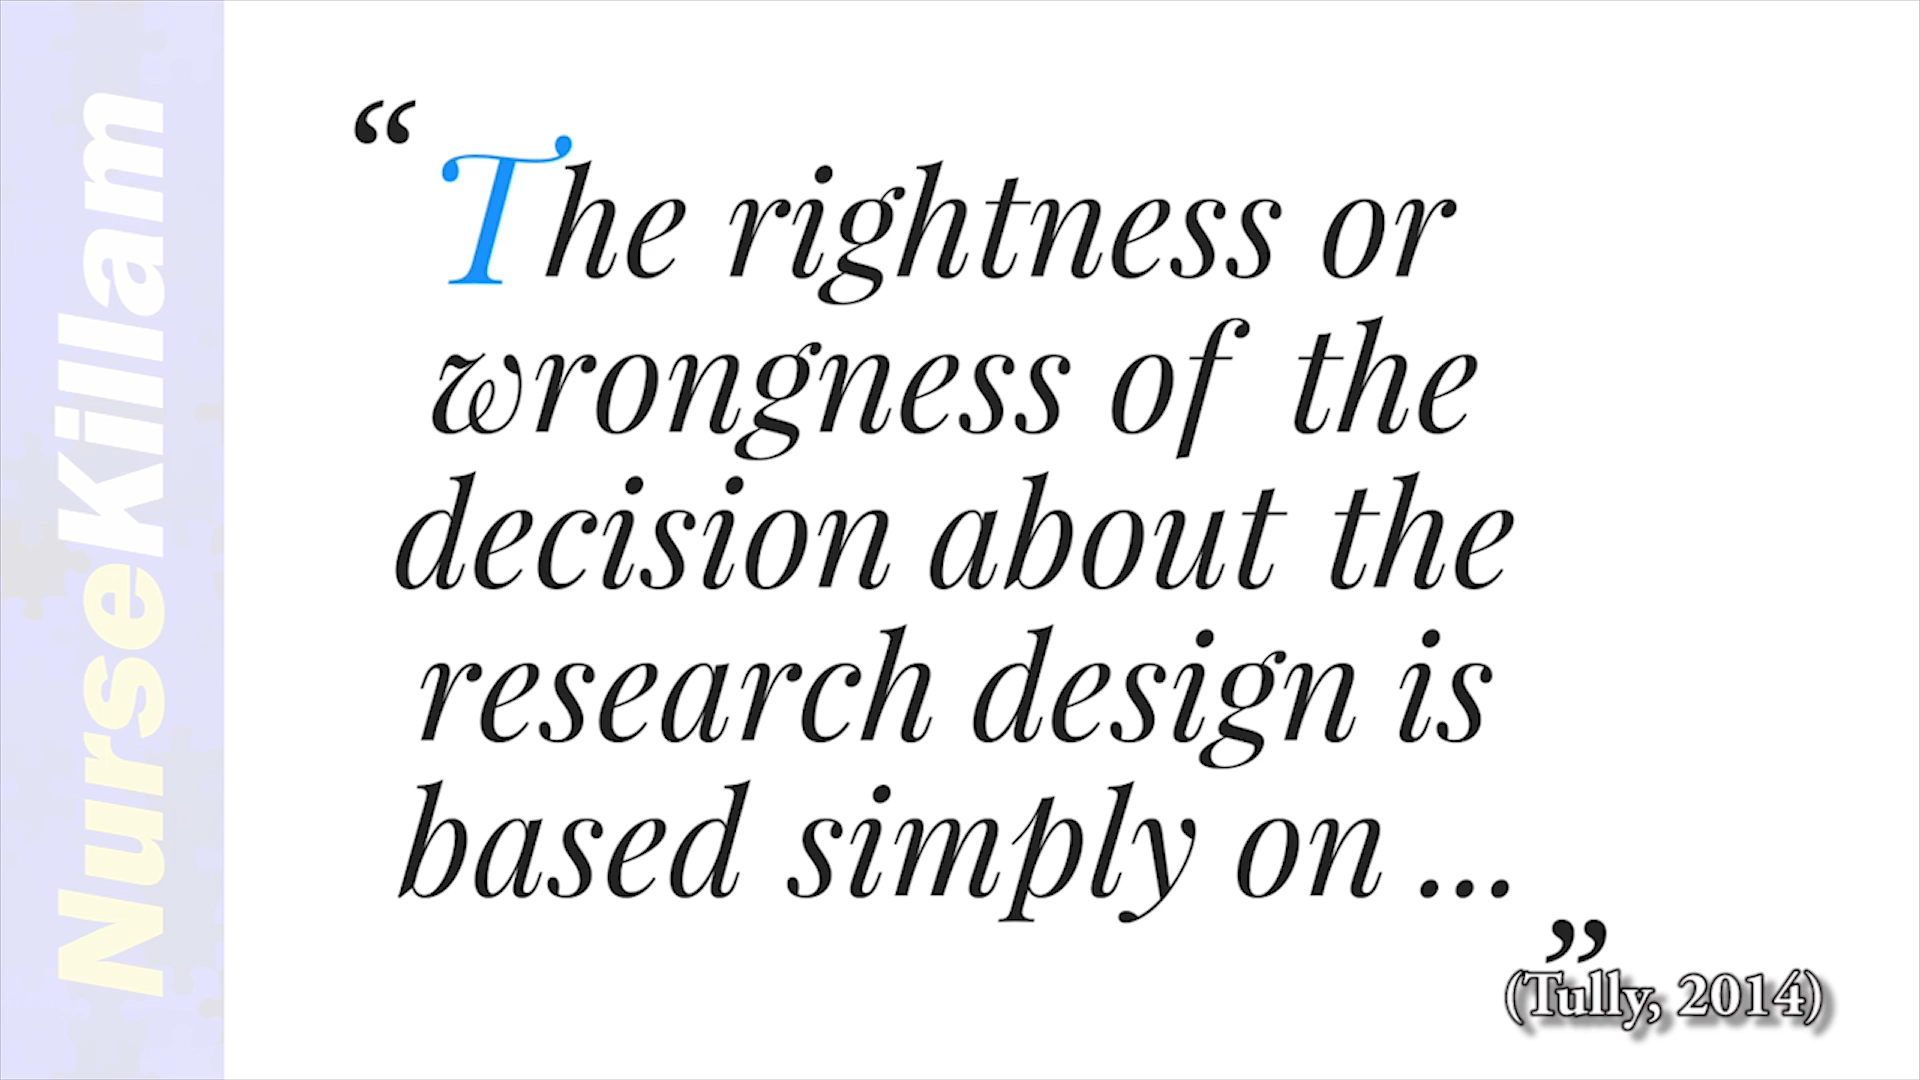 NurseKillam
“The rightness or
wrongness of the
decision about the
research design is
based simply on ...”
(Tully, 2014)